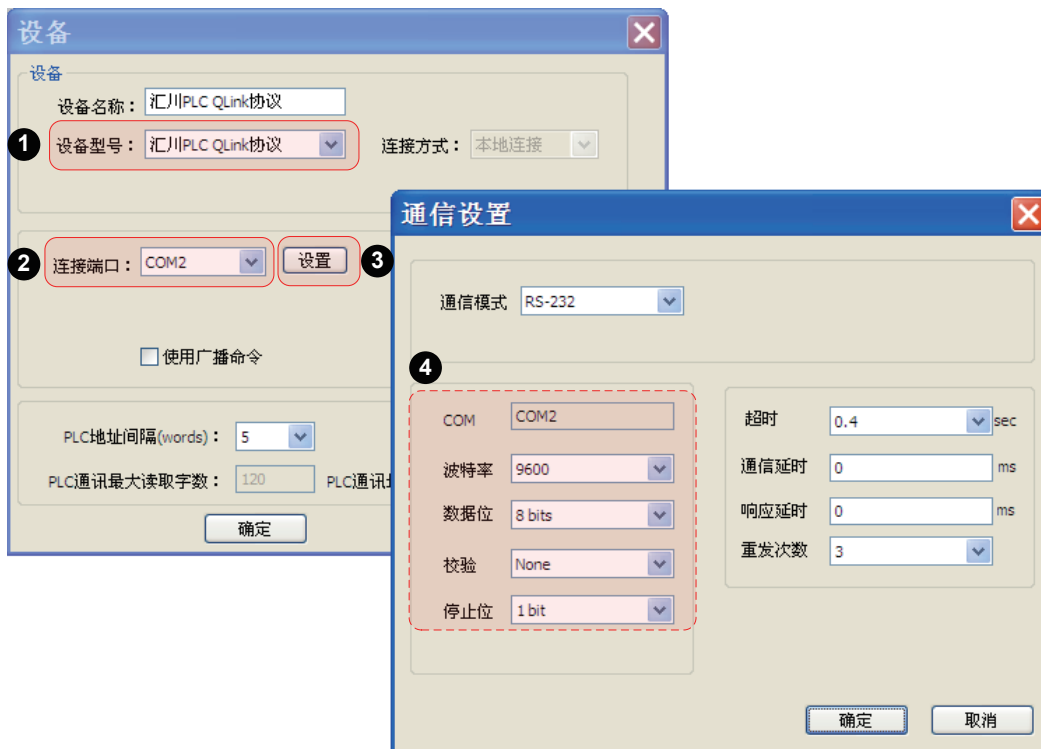 设备
设备
设备名称： 汇川PLC QLink协议
1 设备型号： 汇川PLC QLink协议 连接方式： 本地连接
2 连接端口： COM2 设置 3
使用广播命令
PLC地址间隔(words)： 5
PLC通讯最大读取字数： 120 PLC通讯
确定
通信设置
通信模式 RS-232
4
COM COM2
波特率 9600
数据位 8 bits
校验 None
停止位 1 bit
超时 0.4 sec
通信延时 0 ms
响应延时 0 ms
重发次数 3
确定 取消